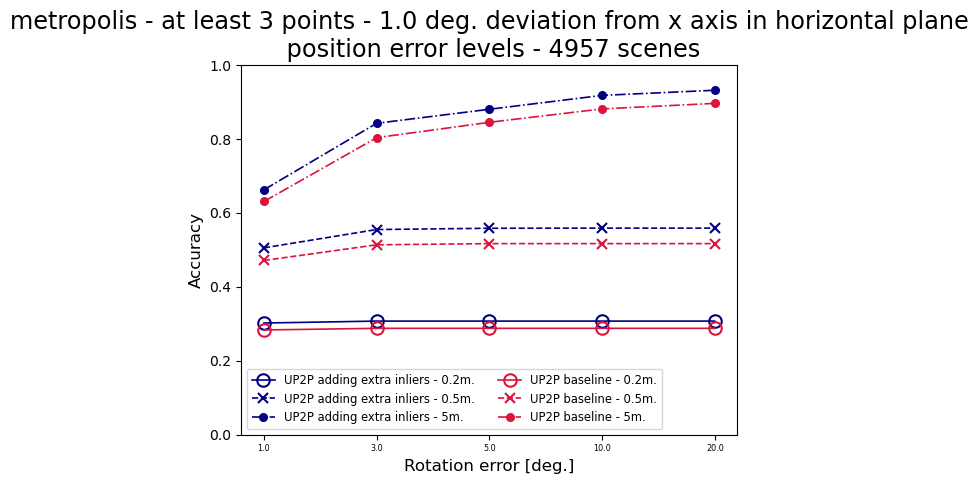 metropolis - at least 3 points - 1.0 deg. deviation from x axis in horizontal plane
position error levels - 4957 scenes
1.0
0.8
0.6
0.4
0.2
0.0
Accuracy
UP2P adding extra inliers - 0.2m.
UP2P adding extra inliers - 0.5m.
UP2P adding extra inliers - 5m.
UP2P baseline - 0.2m.
UP2P baseline - 0.5m.
UP2P baseline - 5m.
1.0 3.0 5.0 10.0 20.0
Rotation error [deg.]